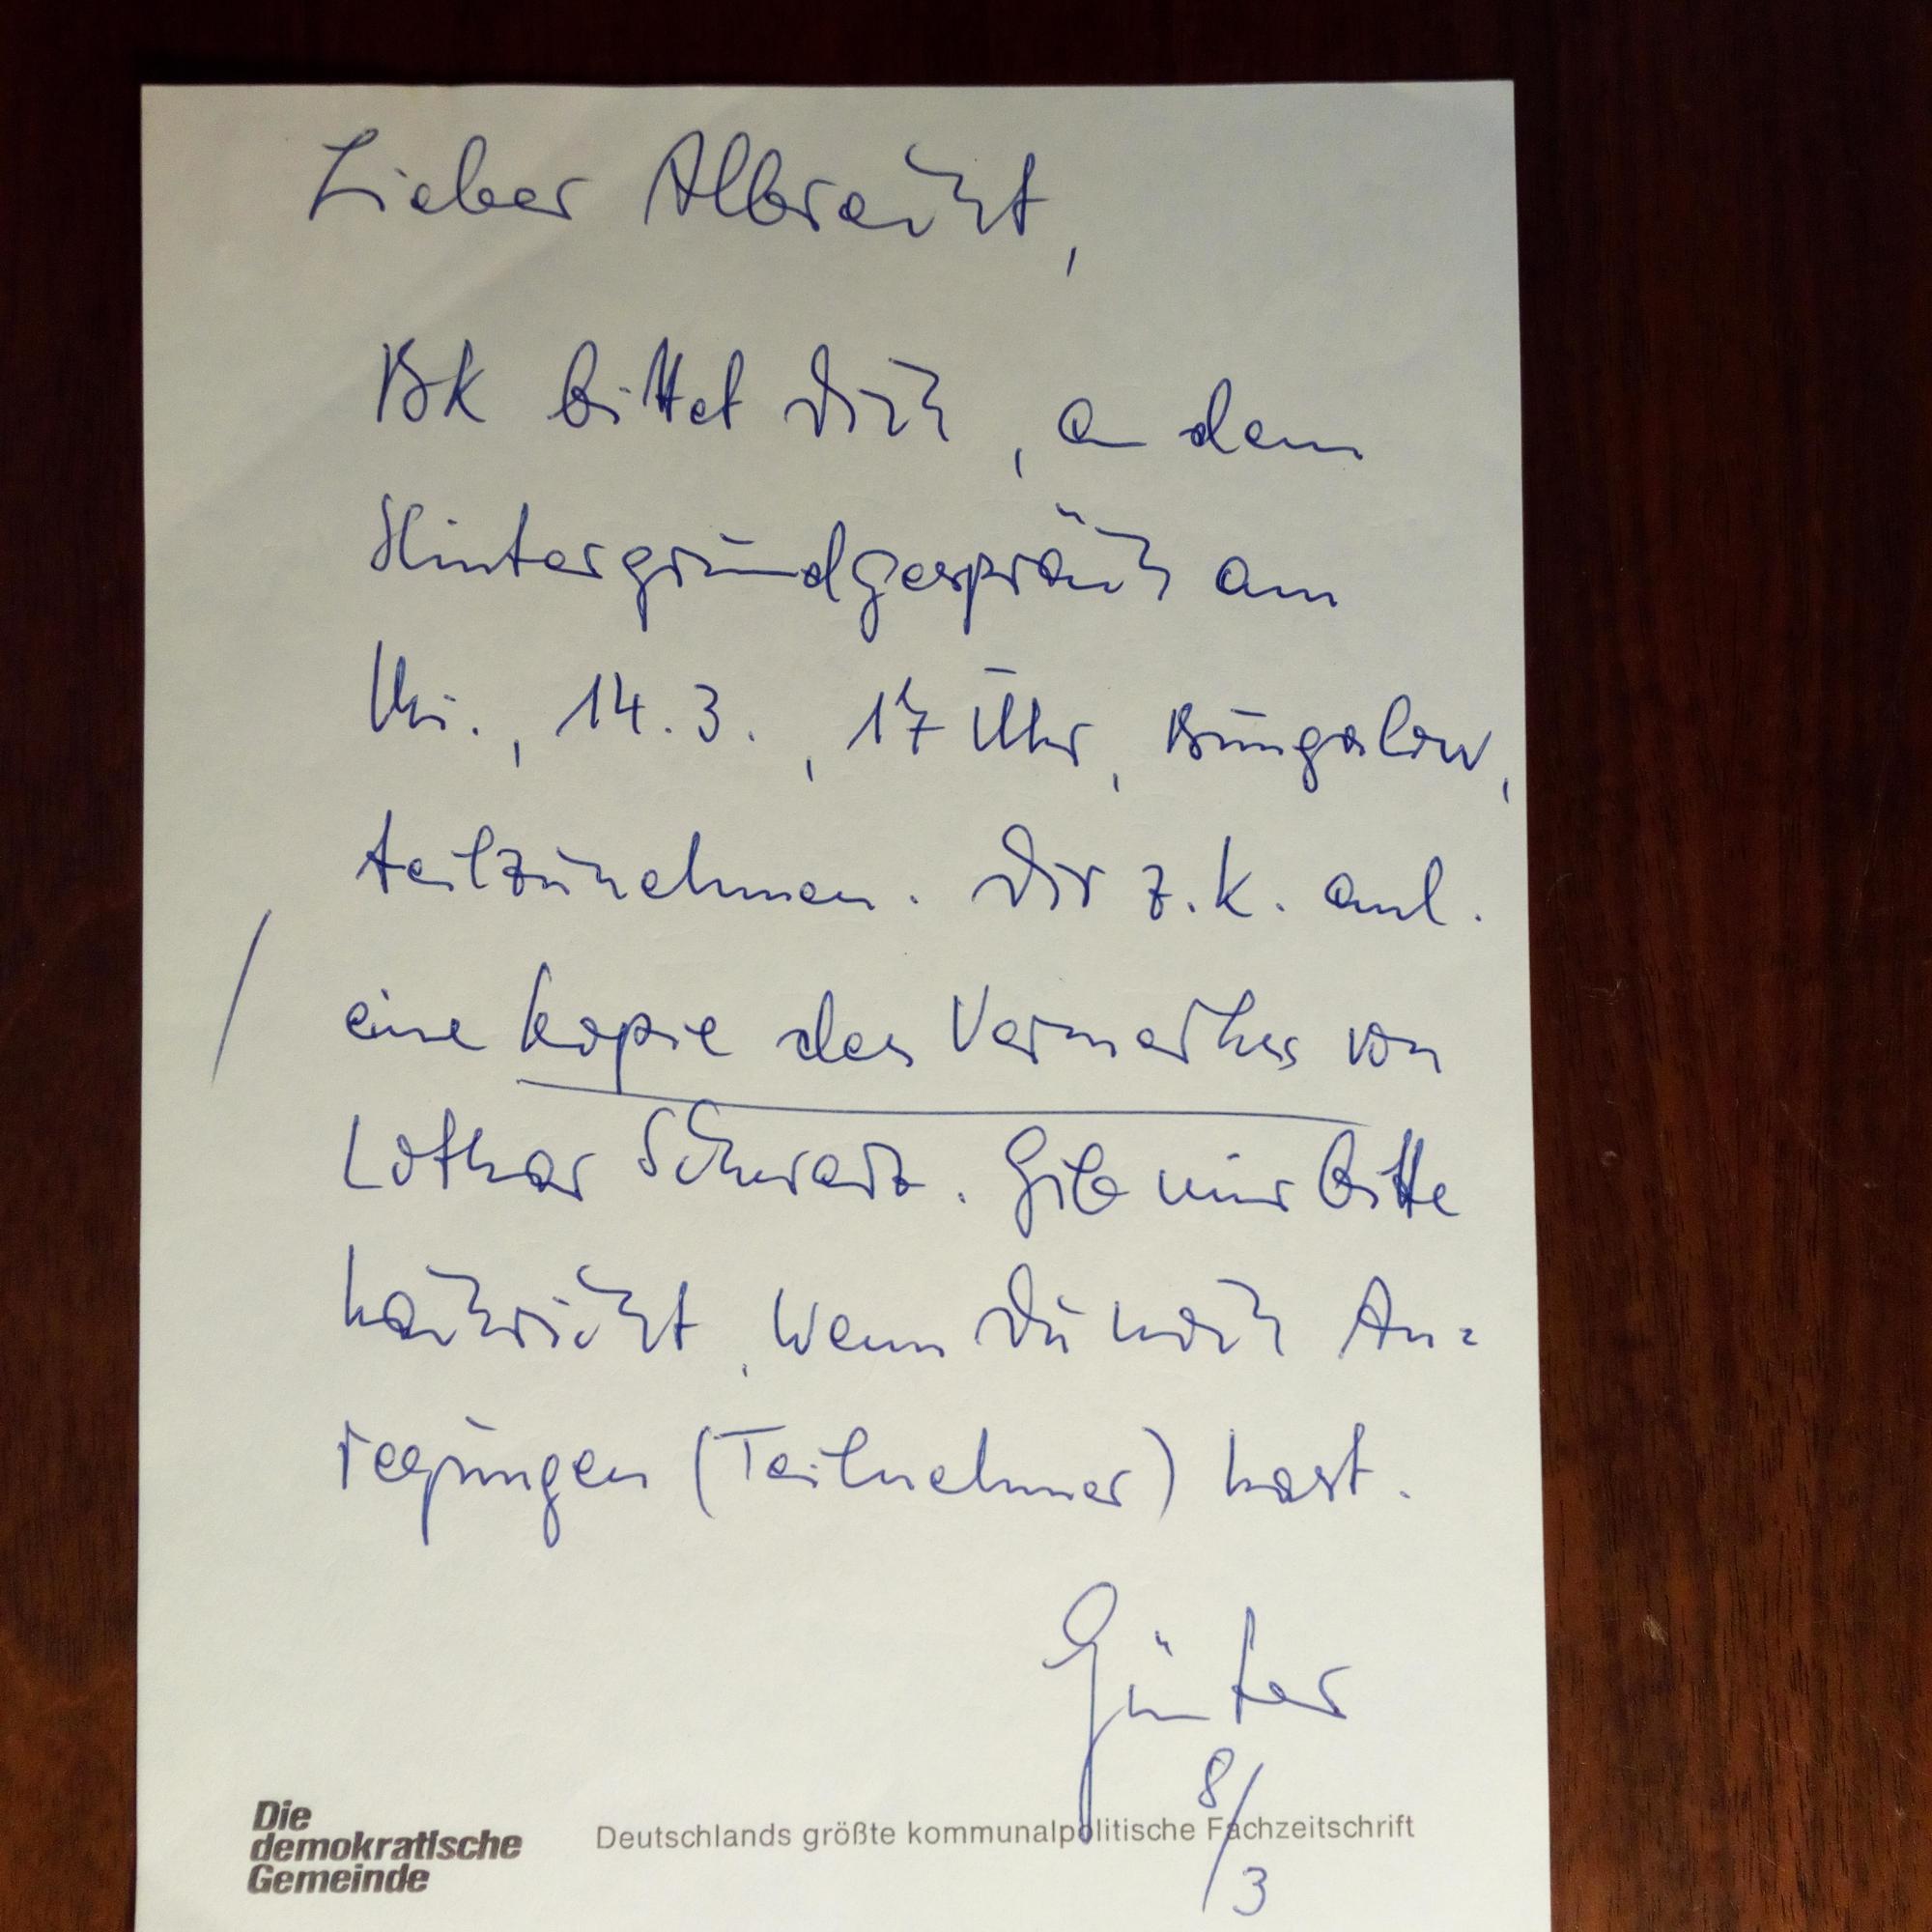 Lieber Albrecht,
BK bittet Dich, an dem
Hintergrundgespräch am
Mi., 14.3., 17 Uhr, Bungalow,
teilzunehmen. Dir z.K. anl.
eine Kopie des Vermerkes von
Lothar Schwarz. Gib mir bitte
Nachricht, wenn Du noch An=
regungen (Teilnehmer) hast.
Günter
8/3
Die
demokratische
Gemeinde
Deutschlands größte kommunalpolitische Fachzeitschrift